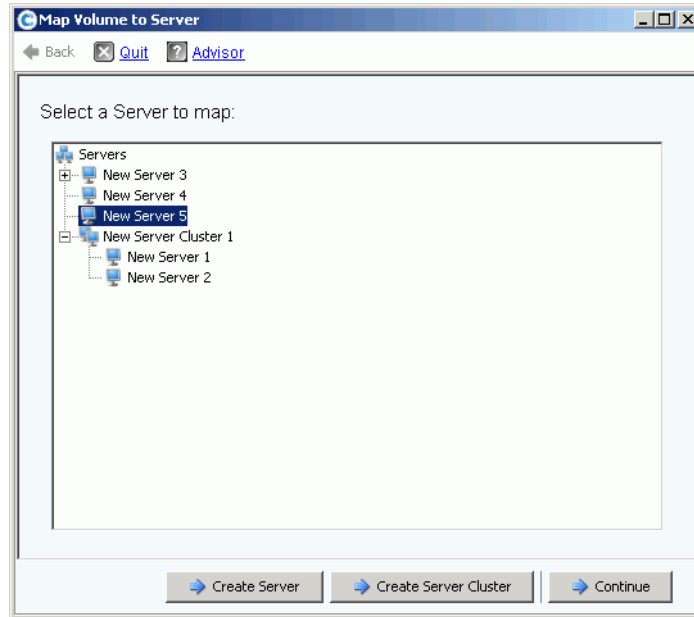 Map Volume to Server
Back Quit ? Advisor
Select a Server to map:
Servers
New Server 3
New Server 4
New Server 5
New Server Cluster 1
New Server 1
New Server 2
Create Server Create Server Cluster Continue